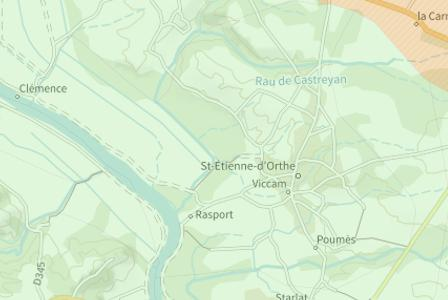 la Carr
Rau de Castreyan
Clémence
St-Étienne-d'Orthe
Viccam
Rasport
Poumès
D345
Starlat